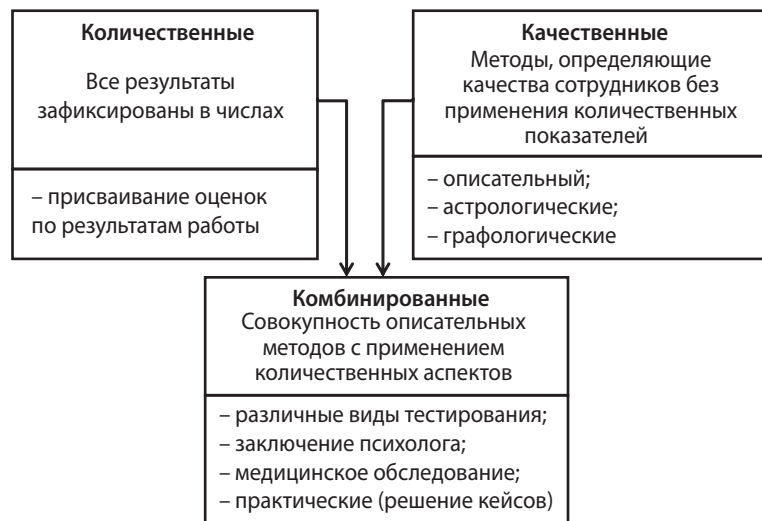 Количественные
Все результаты
зафиксированы в числах
– присваивание оценок
по результатам работы
Качественные
Методы, определяющие
качества сотрудников без
применения количественных
показателей
– описательный;
– астрологические;
– графологические
Комбинированные
Совокупность описательных
методов с применением
количественных аспектов
– различные виды тестирования;
– заключение психолога;
– медицинское обследование;
– практические (решение кейсов)